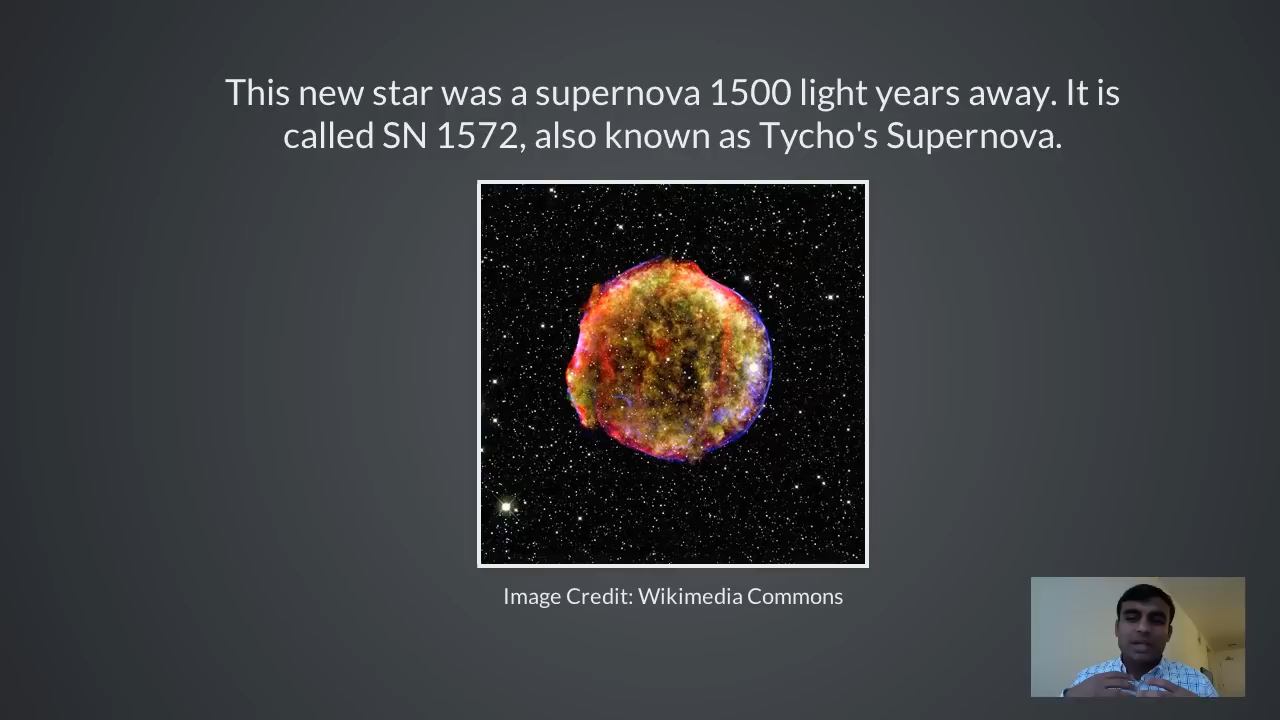 This new star was a supernova 1500 light years away. It is
called SN 1572, also known as Tycho's Supernova.
Image Credit: Wikimedia Commons